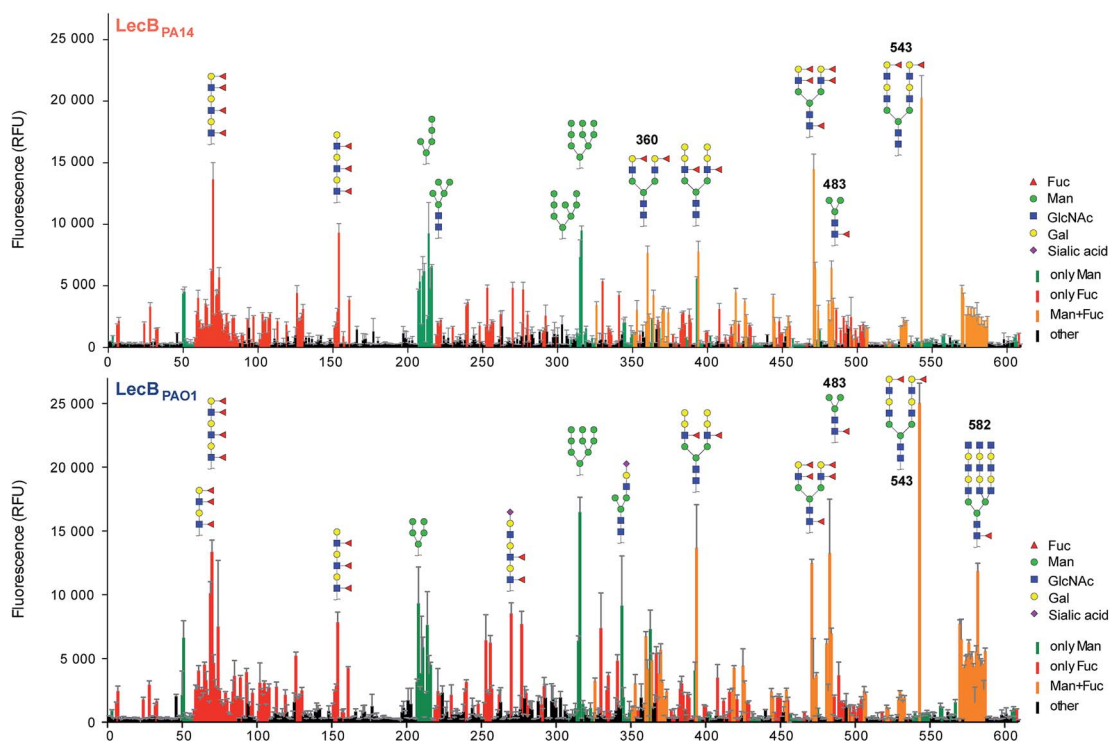 LecB PA14
25 000
20 000
15 000
10 000
5 000
0
Fluorescence (RFU)
543
360
483
Fuc
Man
GlcNAc
Gal
Sialic acid
only Man
only Fuc
Man+Fuc
other
0 50 100 150 200 250 300 350 400 450 500 550 600
LecB PAO1
25 000
20 000
15 000
10 000
5 000
0
Fluorescence (RFU)
483
543
582
Fuc
Man
GlcNAc
Gal
Sialic acid
only Man
only Fuc
Man+Fuc
other
0 50 100 150 200 250 300 350 400 450 500 550 600